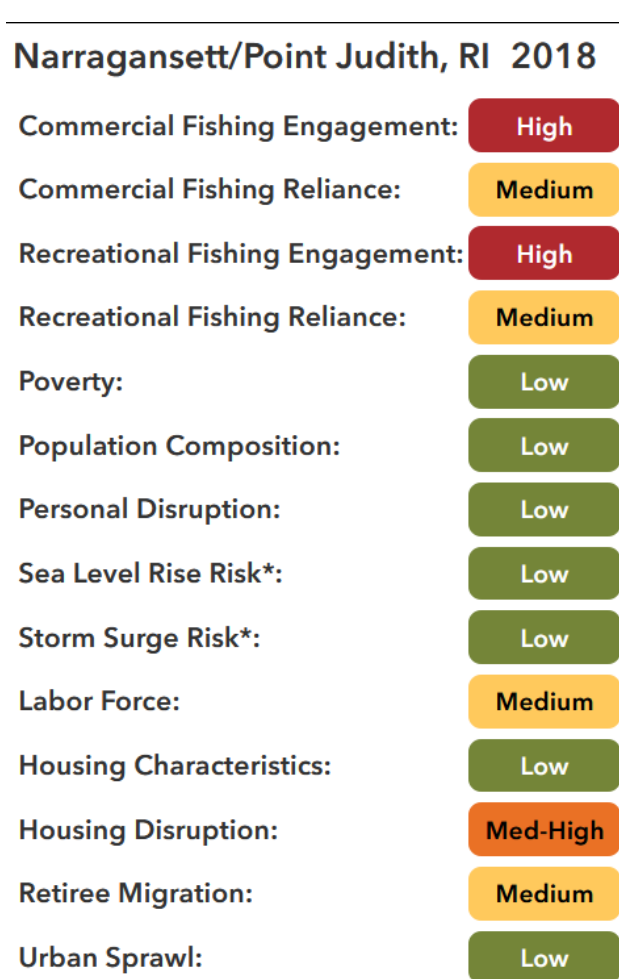 Narragansett/Point Judith, RI 2018
Commercial Fishing Engagement: High
Commercial Fishing Reliance: Medium
Recreational Fishing Engagement: High
Recreational Fishing Reliance: Medium
Poverty: Low
Population Composition: Low
Personal Disruption: Low
Sea Level Rise Risk*: Low
Storm Surge Risk*: Low
Labor Force: Medium
Housing Characteristics: Low
Housing Disruption: Med-High
Retiree Migration: Medium
Urban Sprawl: Low